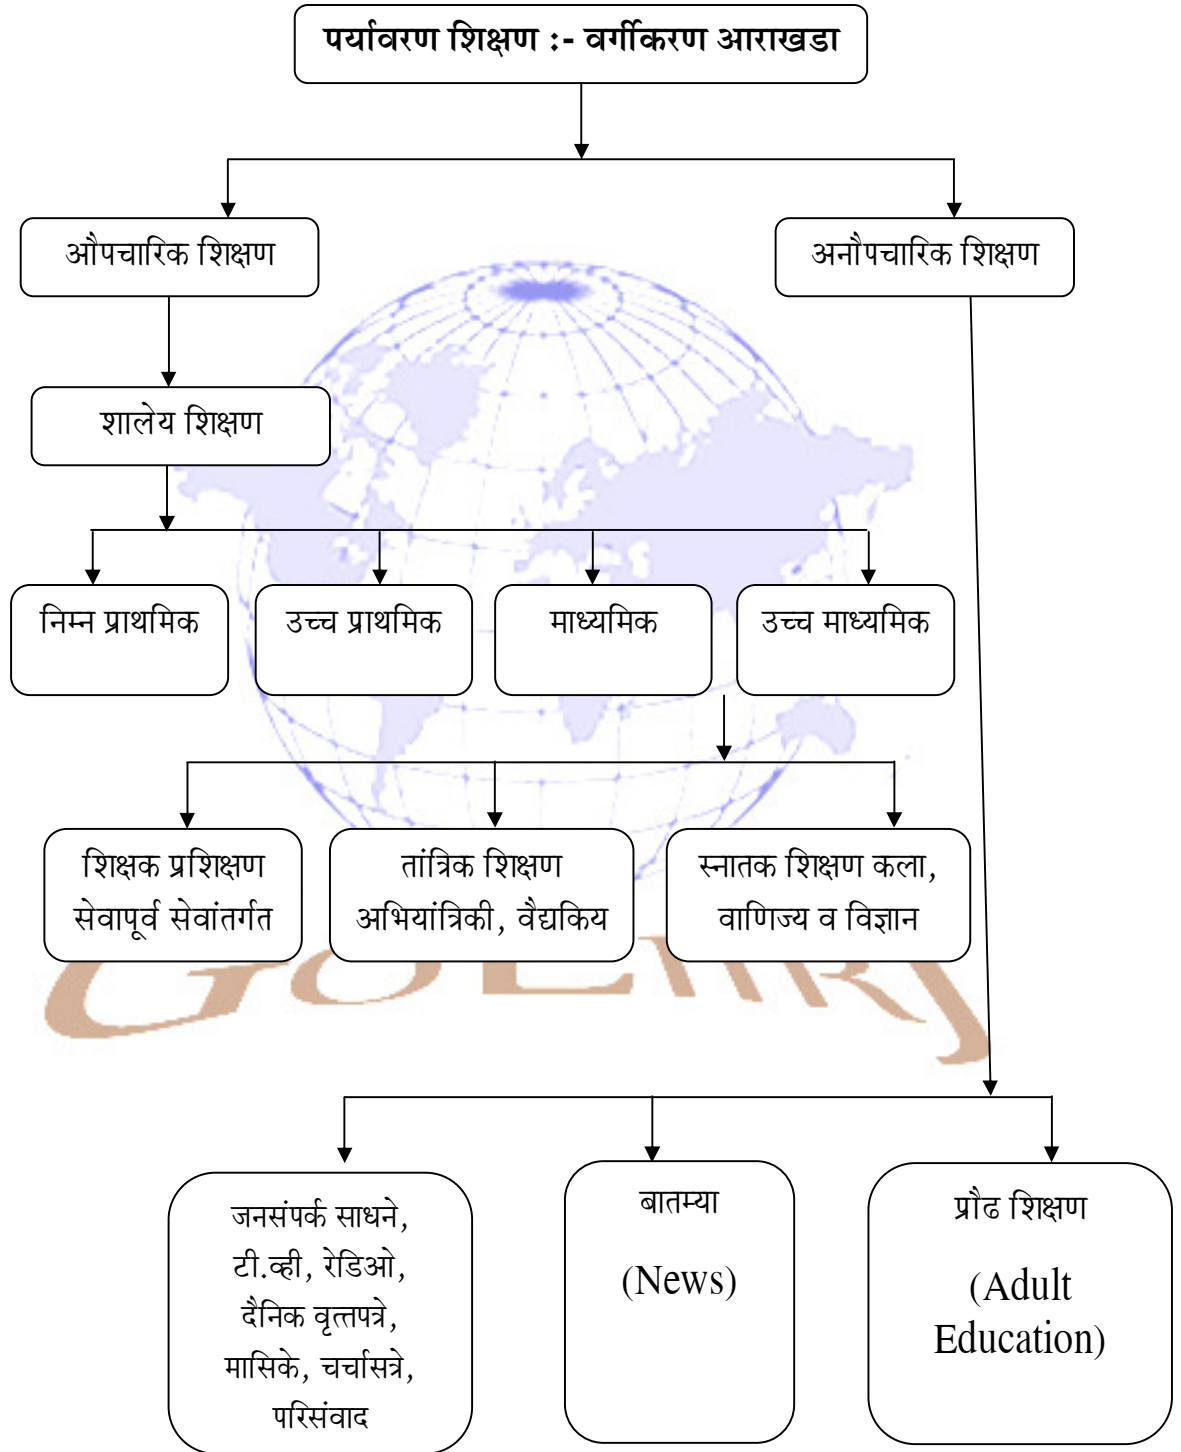 पर्यावरण शिक्षण :- वर्गीकरण आराखडा
औपचारिक शिक्षण
अनौपचारिक शिक्षण
शालेय शिक्षण
निम्न प्राथमिक
उच्च प्राथमिक
माध्यमिक
उच्च माध्यमिक
शिक्षक प्रशिक्षण
सेवापूर्व सेवांतर्गत
तांत्रिक शिक्षण
अभियांत्रिकी, वैद्यकिय
स्नातक शिक्षण कला,
वाणिज्य व विज्ञान
GOEIIRJ
जनसंपर्क साधने,
टी.व्ही, रेडिओ,
दैनिक वृत्तपत्रे,
मासिके, चर्चासत्रे,
परिसंवाद
बातम्या
(News)
प्रौढ शिक्षण
(Adult
Education)